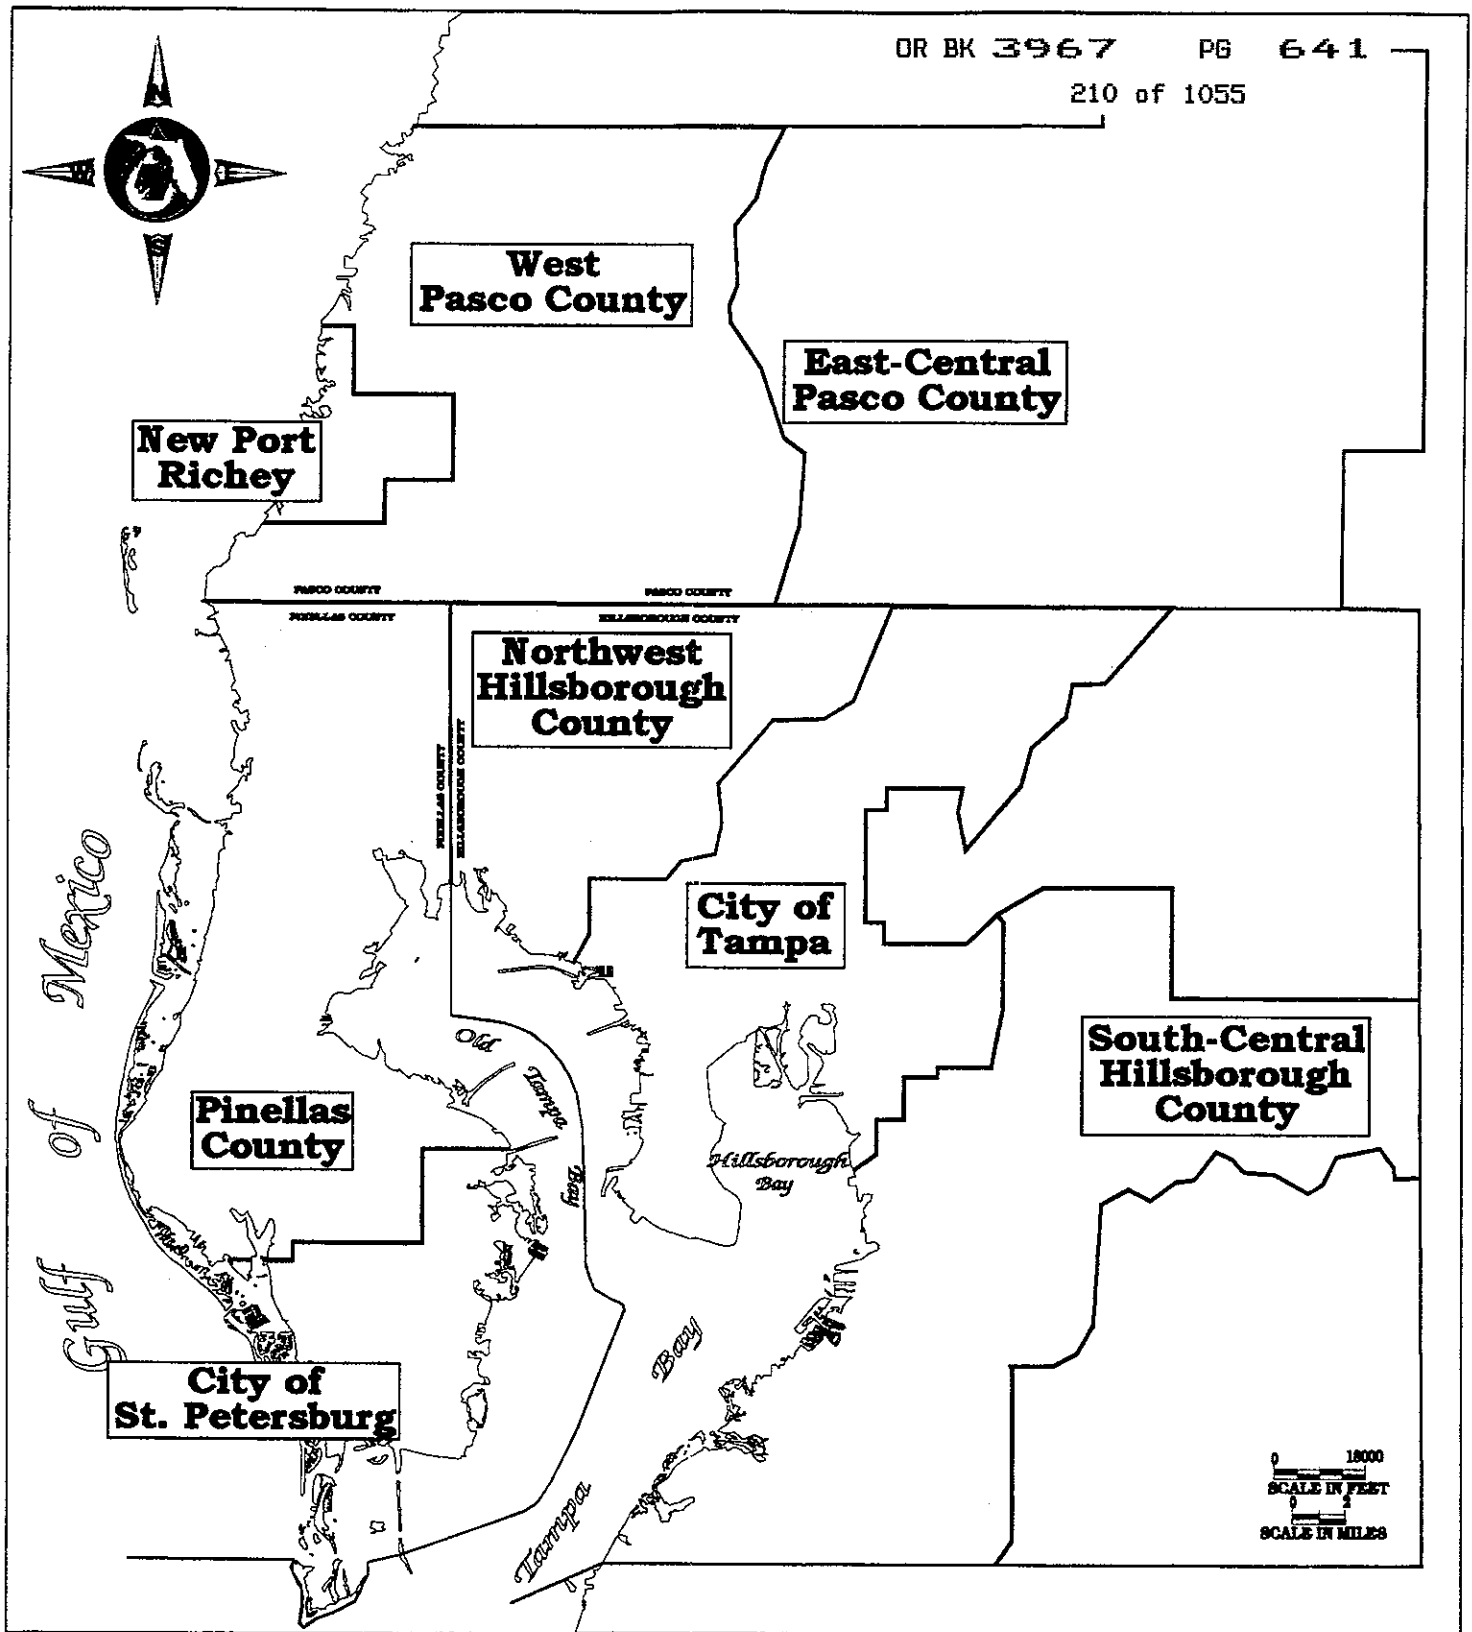 OR BK 3967 PG 641
210 of 1055
N
W
E
S
West
Pasco County
East-Central
Pasco County
New Port
Richey
PASCO COUNTY
PASCO COUNTY
PINELLAS COUNTY
HILLSBOROUGH COUNTY
Northwest
Hillsborough
County
PINELLAS COUNTY
HILLSBOROUGH COUNTY
Gulf of Mexico
City of
Tampa
Old Tampa Bay
South-Central
Hillsborough
County
Pinellas
County
Hillsborough
Bay
City of
St. Petersburg
Tampa Bay
0 18000
SCALE IN FEET
0 2
SCALE IN MILES